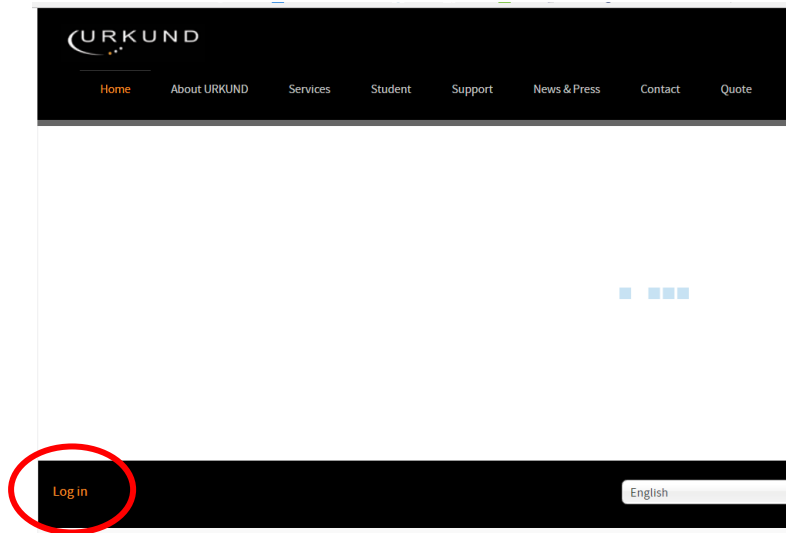 URKUND
Home About URKUND Services Student Support News & Press Contact Quote
Log in English